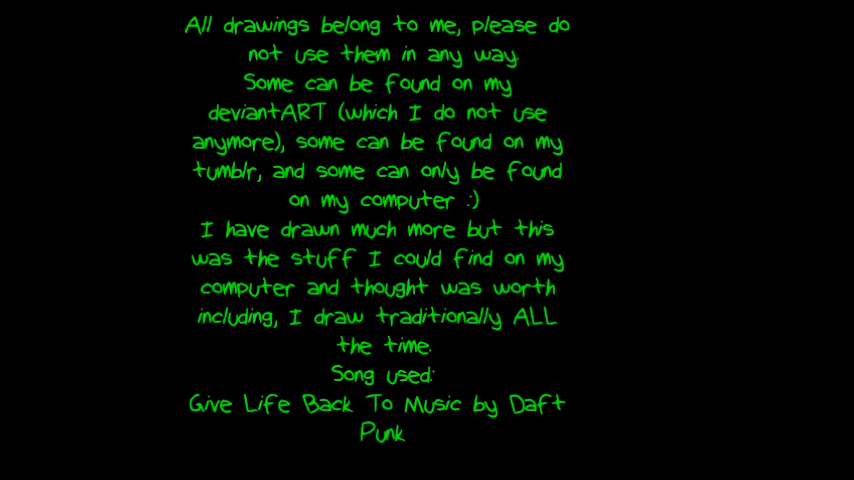 All drawings belong to me, please do
not use them in any way.
Some can be found on my
deviantART (which I do not use
anymore), some can be found on my
tumblr, and some can only be found
on my computer :)
I have drawn much more but this
was the stuff I could find on my
computer and thought was worth
including, I draw traditionally ALL
the time.
Song used:
Give Life Back To Music by Daft
Punk